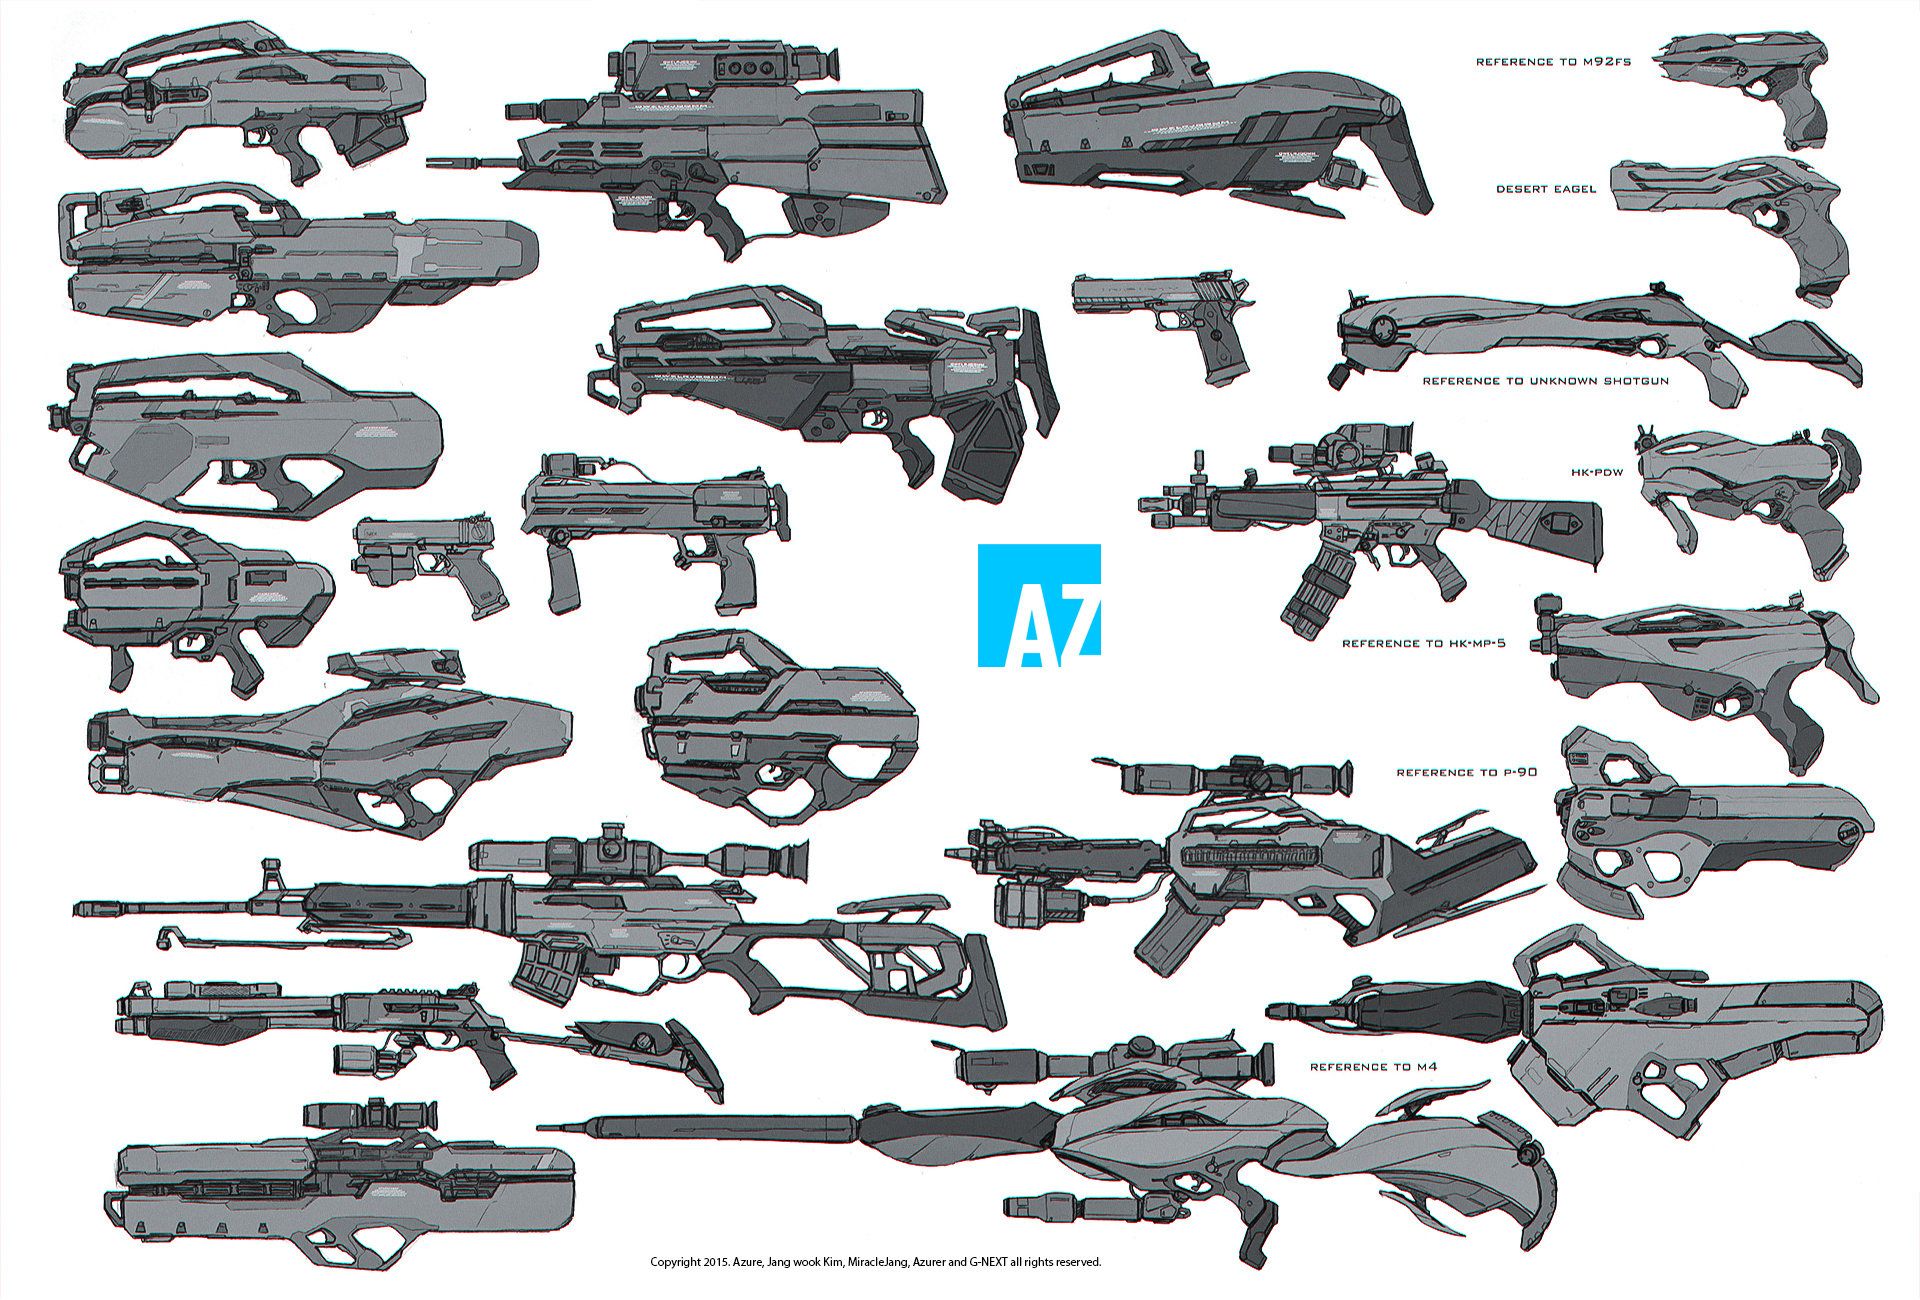 REFERENCE TO M92FS
DESERT EAGEL
REFERENCE TO UNKNOWN SHOTGUN
HK-PDW
REFERENCE TO HK-MP-5
AZ
REFERENCE TO P-90
REFERENCE TO M4
Copyright 2015. Azure, Jang wook Kim, MiracleJang, Azurer and G-NEXT all rights reserved.